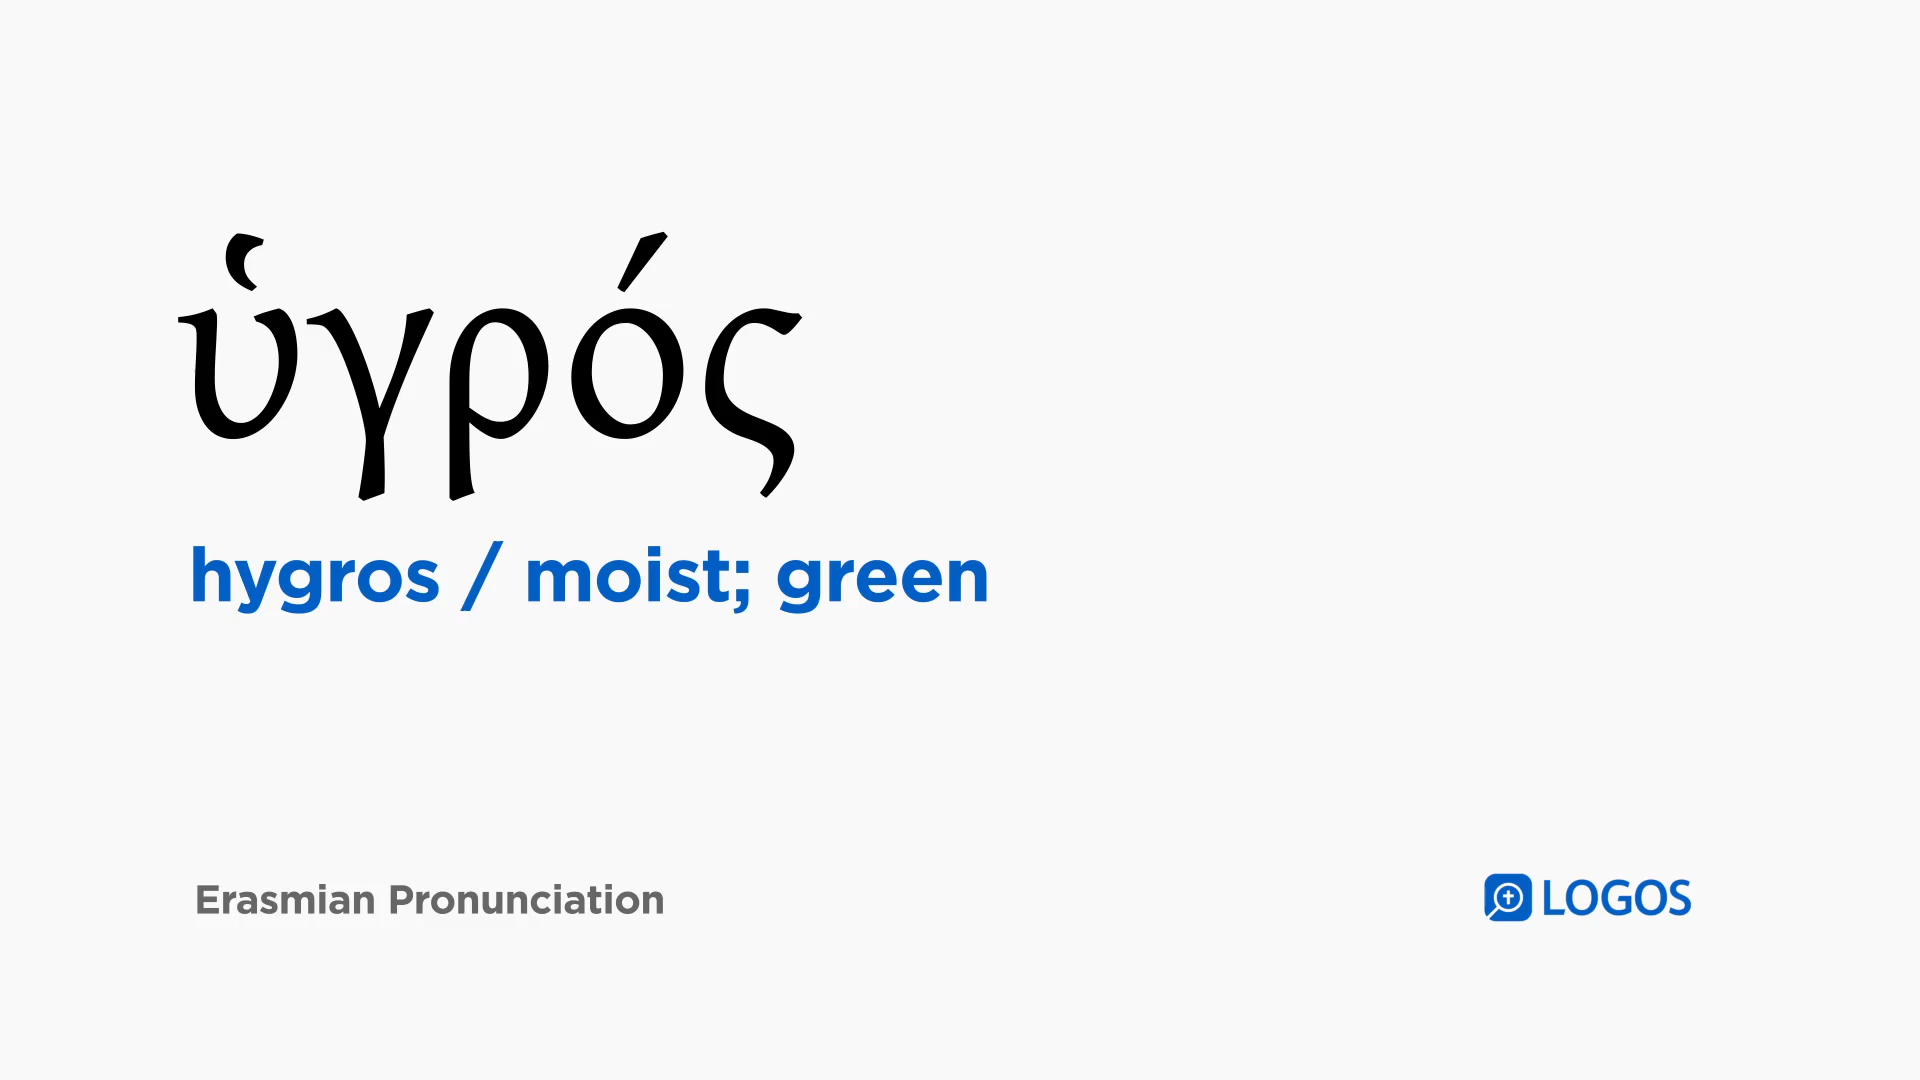 ὑγρός
hygros / moist; green
Erasmian Pronunciation
LOGOS